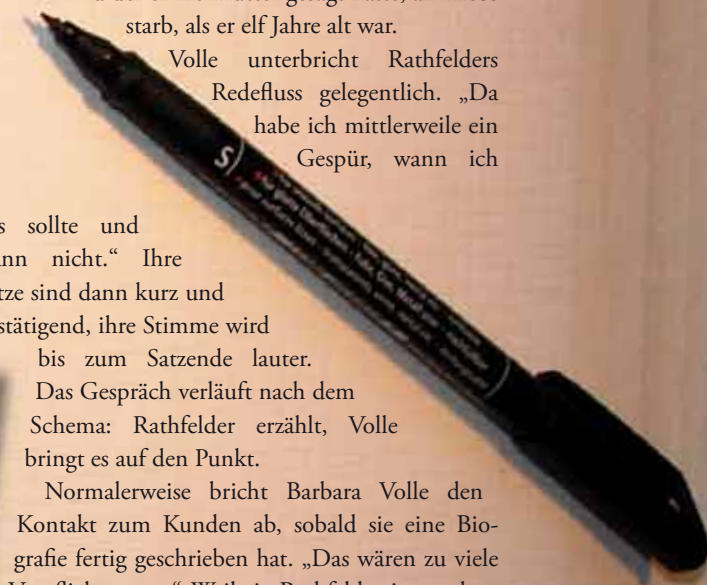 starb, als er elf Jahre alt war.
Volle unterbricht Rathfelders
Redefluss gelegentlich. „Da
habe ich mittlerweile ein
Gespür, wann ich
sollte und
nicht.“ Ihre
sind dann kurz und
ihre Stimme wird
bis zum Satzende lauter.
Das Gespräch verläuft nach dem
Schema: Rathfelder erzählt, Volle
bringt es auf den Punkt.
Normalerweise bricht Barbara Volle den
Kontakt zum Kunden ab, sobald sie eine Bio-
grafie fertig geschrieben hat. „Das wären zu viele
S